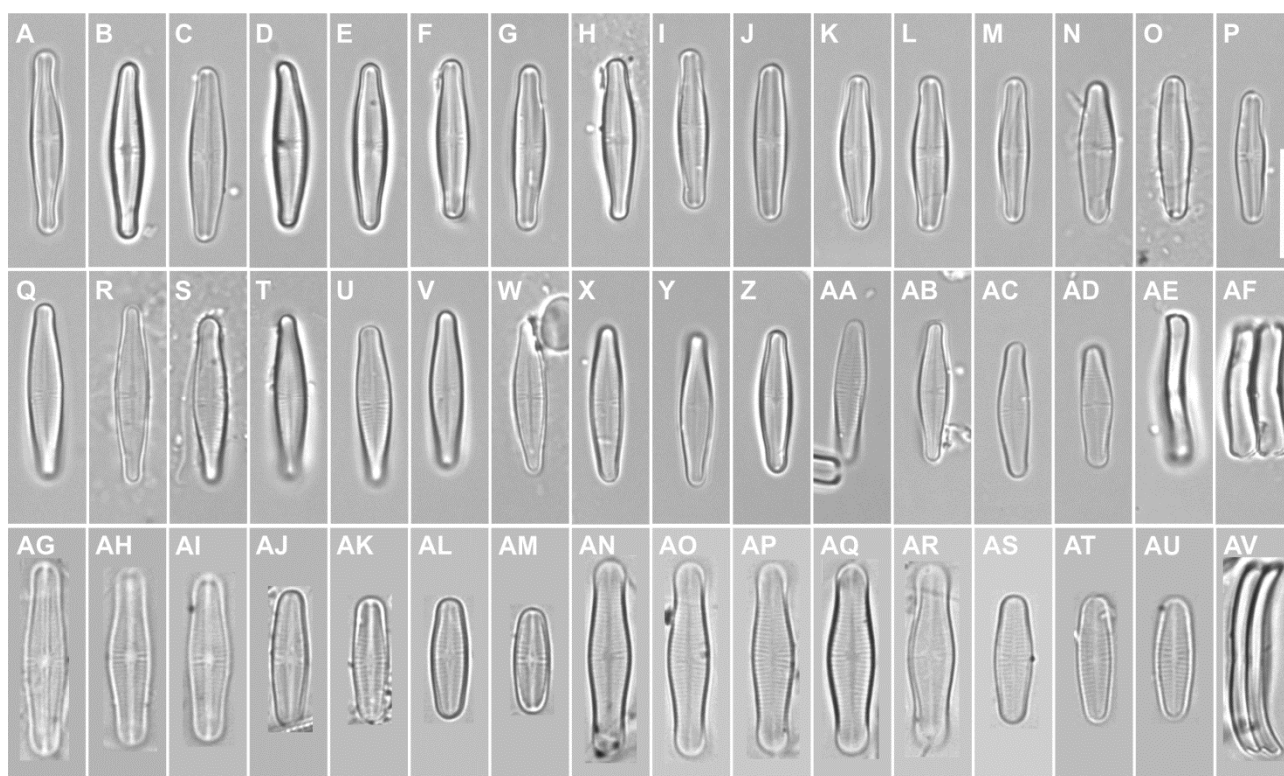 A B C D E F G H I J K L M N O P
Q R S T U V W X Y Z AA AB AC AD AE AF
AG AH AI AJ AK AL AM AN AO AP AQ AR AS AT AU AV